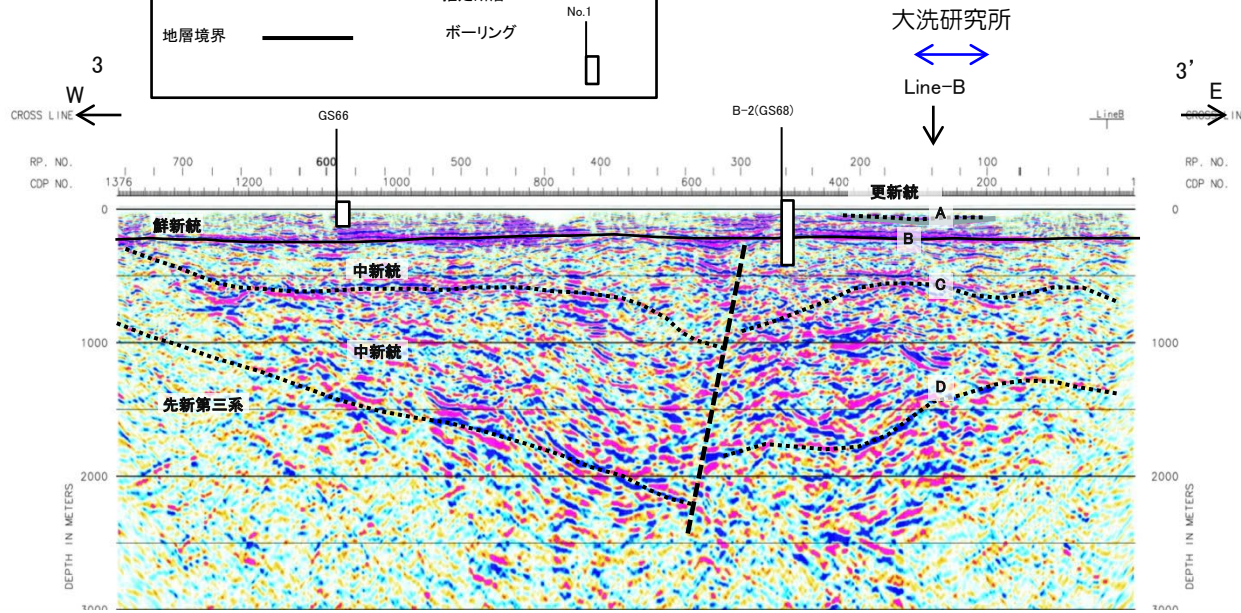 No.1
地層境界
ボーリング
大洗研究所
3
3’
W
Line-B
E
CROSS LINE
GS66
B-2(GS68)
LineB
RP. NO.
700
600
500
400
300
200
100
RP. NO.
CDP NO.
1376
1200
1000
800
600
400
200
1
CDP NO.
更新統
0
A
0
鮮新統
B
中新統
C
1000
中新統
1000
D
先新第三系
2000
2000
DEPTH IN METERS
DEPTH IN METERS
3000
3000